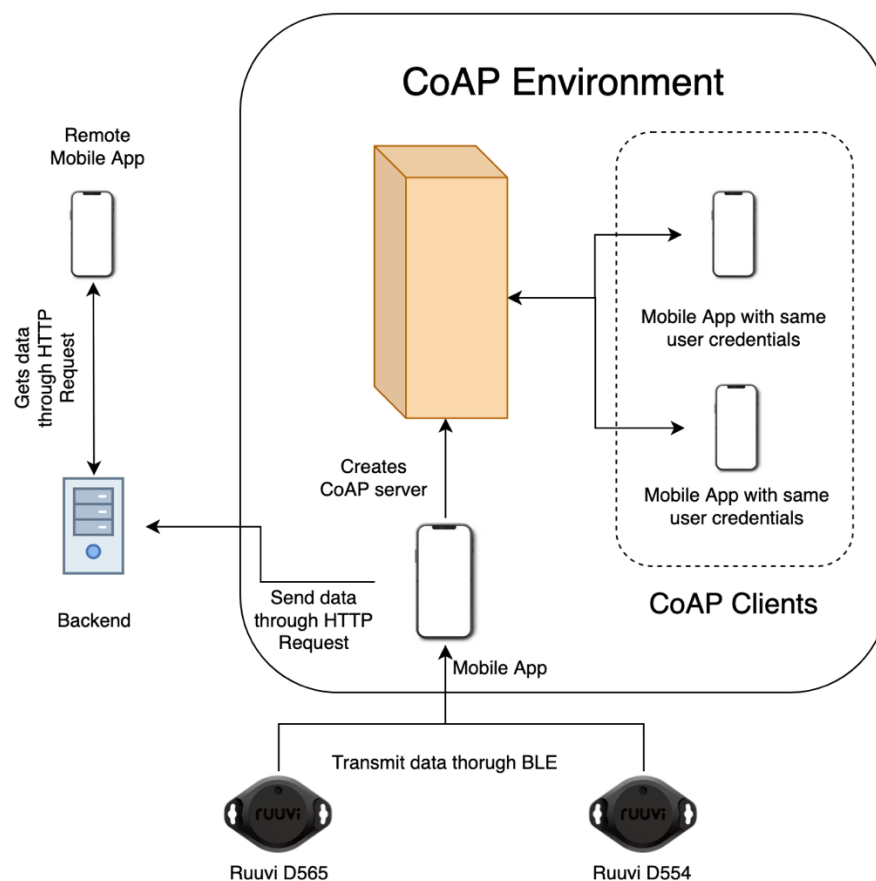 CoAP Environment
Remote
Mobile App
Gets data
through HTTP
Request
Mobile App with same
user credentials
Creates
CoAP server
Mobile App with same
user credentials
Backend
Send data
through HTTP
Request
CoAP Clients
Mobile App
Transmit data thorugh BLE
ruuvi
ruuvi
Ruuvi D565
Ruuvi D554